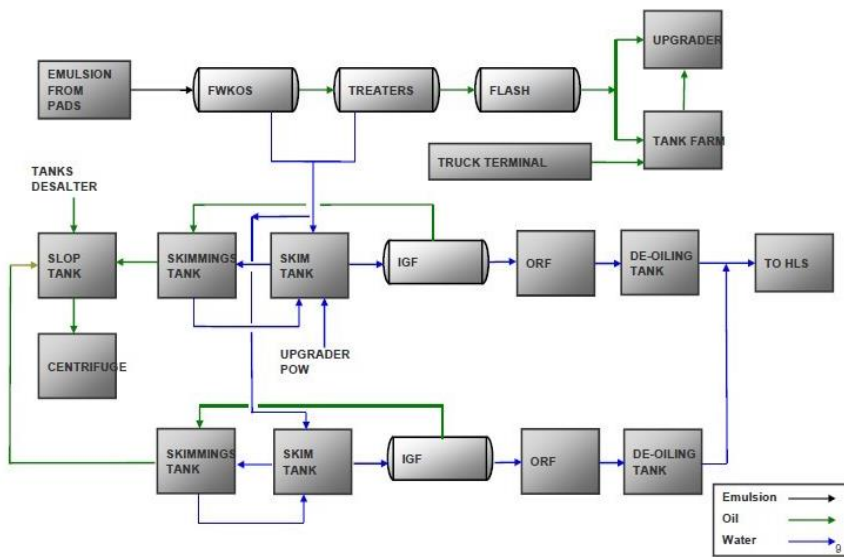 UPGRADER
EMULSION
FROM
PADS
FWKOS
TREATERS
FLASH
TANK FARM
TRUCK TERMINAL
TANKS
DESALTER
SLOP
TANK
SKIMMINGS
TANK
SKIM
TANK
IGF
ORF
DE-OILING
TANK
TO HLS
CENTRIFUGE
UPGRADER
POW
SKIMMINGS
TANK
SKIM
TANK
IGF
ORF
DE-OILING
TANK
Emulsion
Oil
Water
9